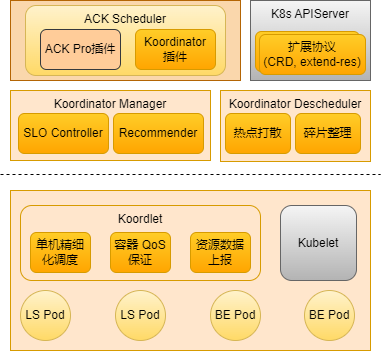 ACK Scheduler
ACK Pro插件
Koordinator
插件
K8s APIServer
扩展协议
(CRD, extend-res)
Koordinator Manager
SLO Controller
Recommender
Koordinator Descheduler
热点打散
碎片整理
Koordlet
单机精细
化调度
容器 QoS
保证
资源数据
上报
Kubelet
LS Pod
LS Pod
BE Pod
BE Pod